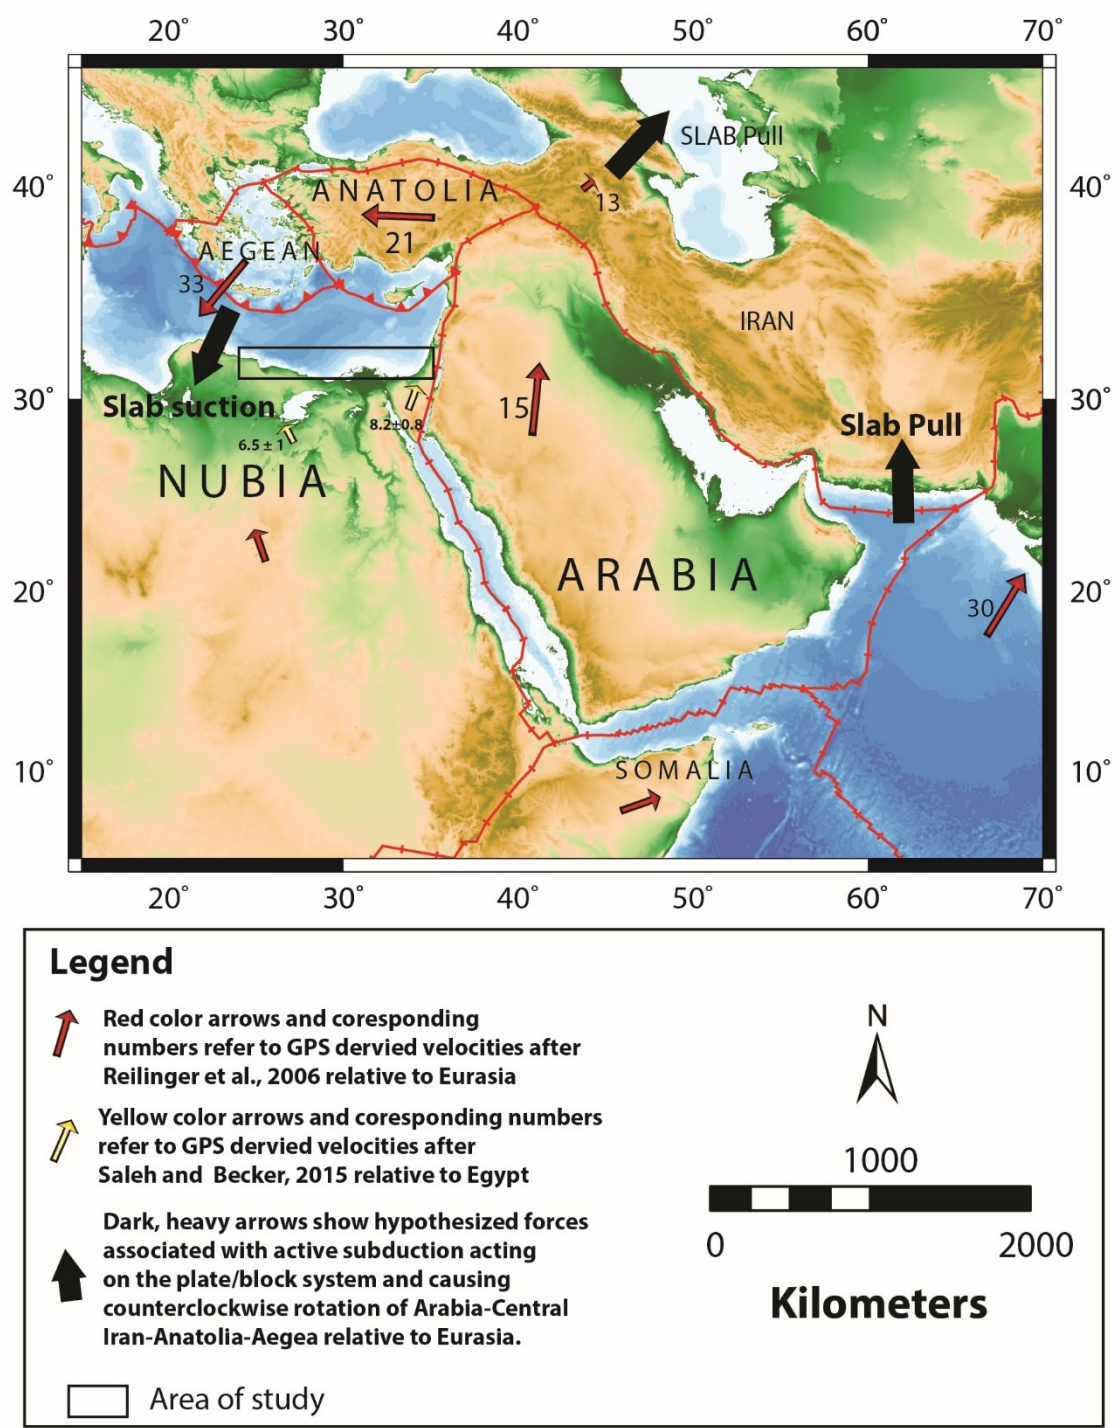 20° 30° 40° 50° 60° 70°
SLAB Pull
40° 40°
ANATOLIA
13
21
AEGEAN
33
IRAN
30° 30°
Slab suction
15
8.2±0.8
Slab Pull
6.5 ± 1
NUBIA
ARABIA
20° 20°
30
10° 10°
SOMALIA
20° 30° 40° 50° 60° 70°
Legend
Red color arrows and coresponding
numbers refer to GPS dervied velocities after
Reilinger et al., 2006 relative to Eurasia
Yellow color arrows and coresponding numbers
refer to GPS dervied velocities after
Saleh and Becker, 2015 relative to Egypt
Dark, heavy arrows show hypothesized forces
associated with active subduction acting
on the plate/block system and causing
counterclockwise rotation of Arabia-Central
Iran-Anatolia-Aegea relative to Eurasia.
Area of study
N
1000
0 2000
Kilometers